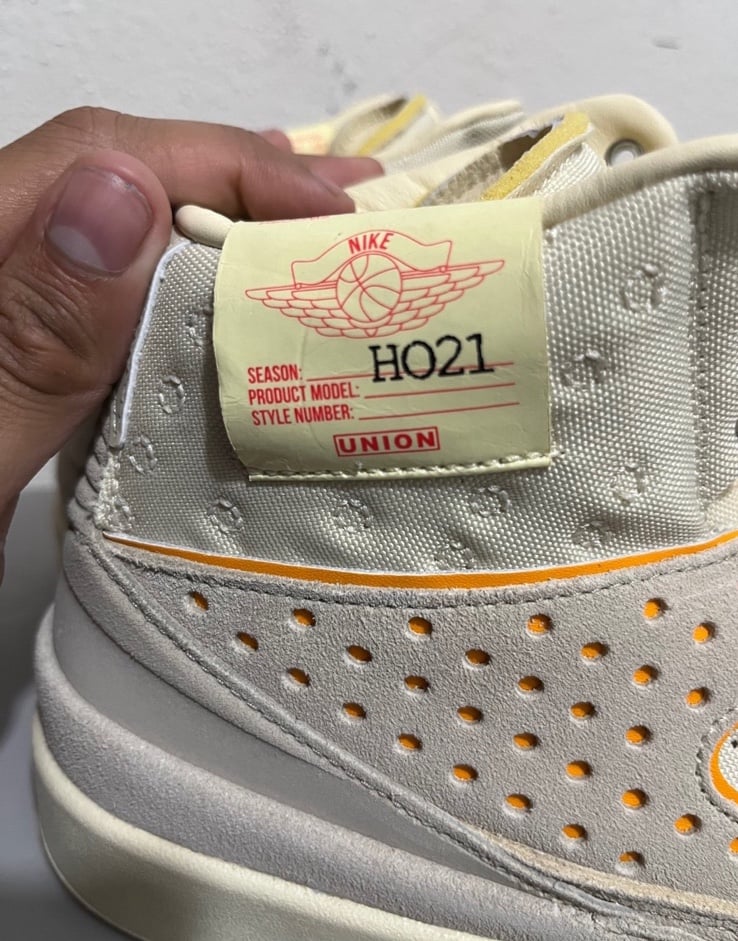 NIKE
SEASON: HO21
PRODUCT MODEL:
STYLE NUMBER:
UNION